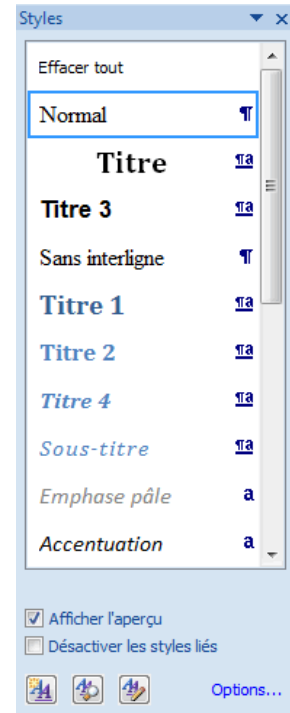 Styles
Effacer tout
Normal ¶
Titre ¶a
Titre 3 ¶a
Sans interligne ¶
Titre 1 ¶a
Titre 2 ¶a
Titre 4 ¶a
Sous-titre ¶a
Emphase pâle a
Accentuation a
Afficher l'aperçu
Désactiver les styles liés
Options...